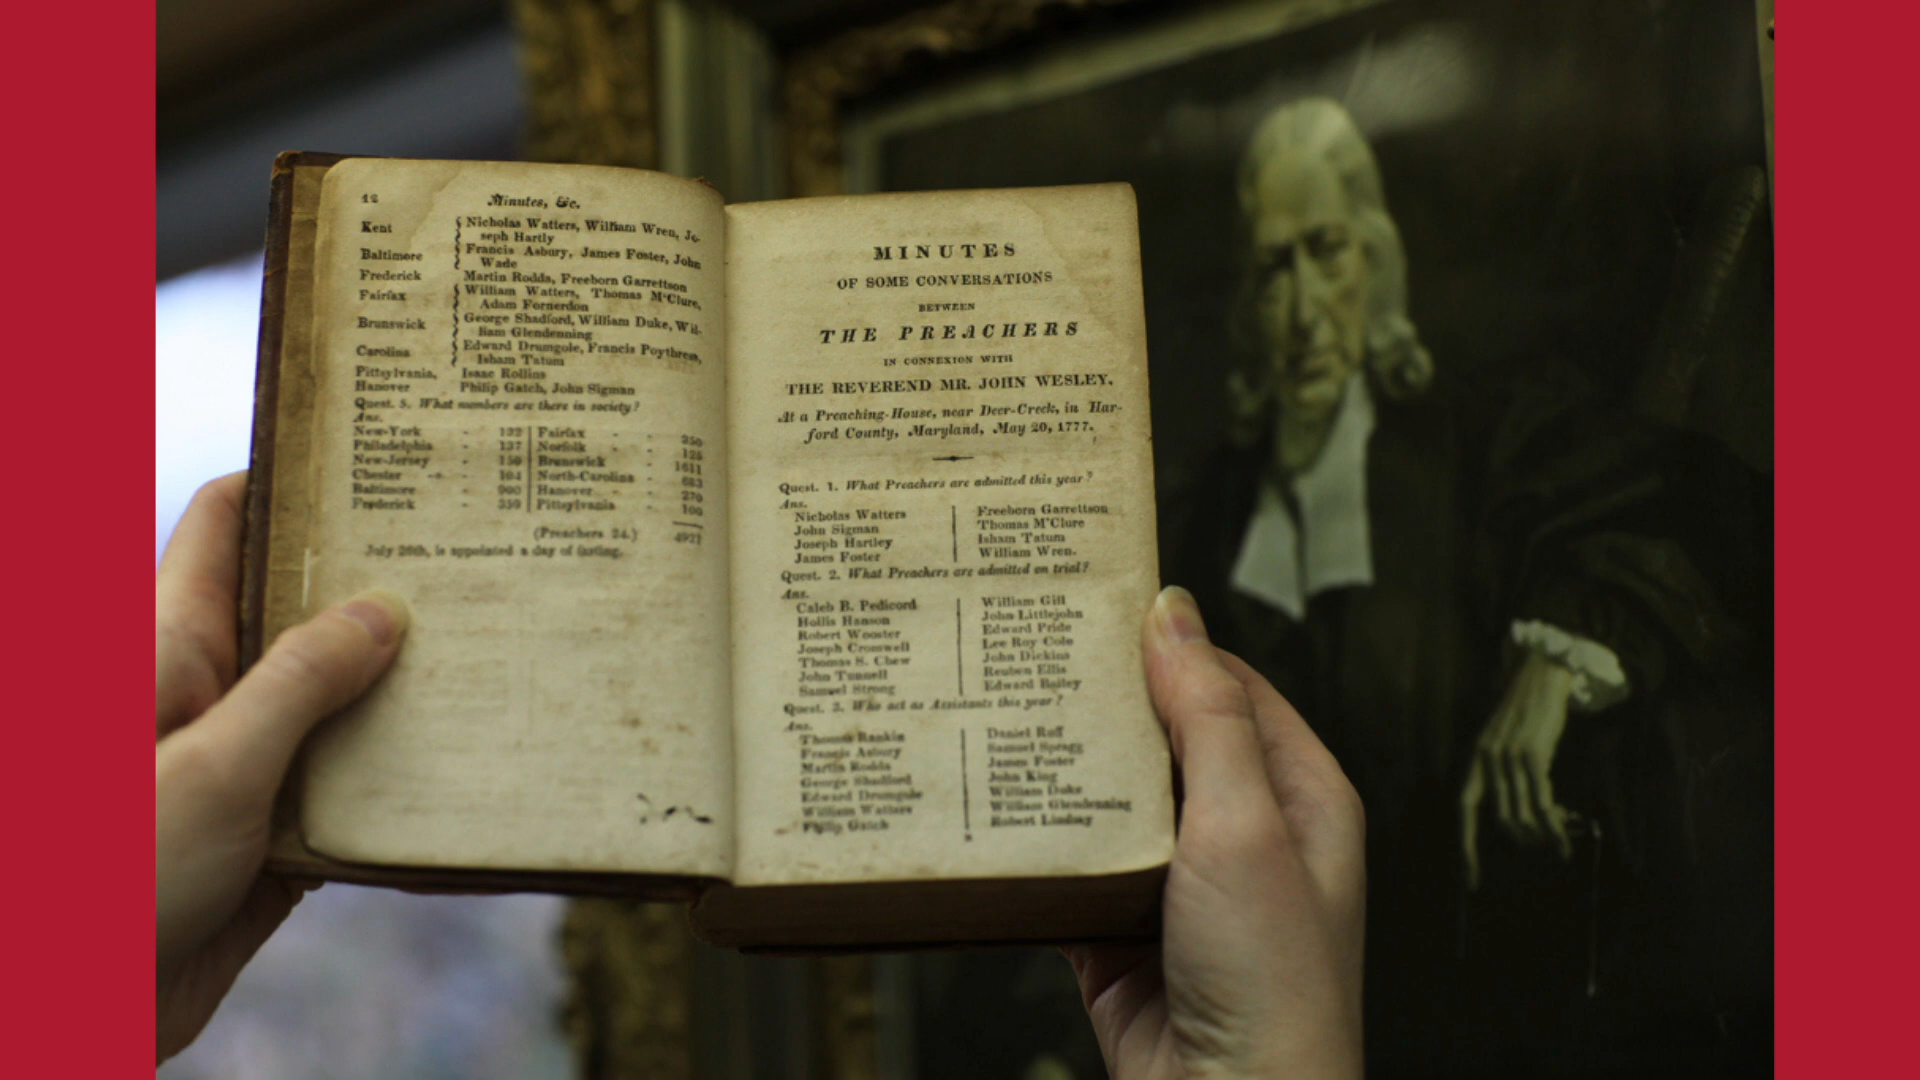 12 Minutes, &c.
Kent { Nicholas Watters, William Wren, Jo-
seph Hartly
Baltimore { Francis Asbury, James Foster, John
Wade
Frederick Martin Rodda, Freeborn Garrettson
Fairfax { William Watters, Thomas M'Clure,
Adam Fornerdon
Brunswick { George Shadford, William Duke, Wil-
liam Glendenning
Carolina { Edward Drumgole, Francis Poythress,
Isham Tatum
Pittsylvania, Isaac Rollins
Hanover Philip Gatch, John Sigman
Quest. 5. What members are there in society?
Ans.
New-York - 132 | Fairfax - - 350
Philadelphia - 137 | Norfolk - - 125
New-Jersey - 150 | Brunswick - 1611
Chester - - 104 | North-Carolina - 683
Baltimore - 900 | Hanover - - 270
Frederick - 350 | Pittsylvania - 100
(Preachers 24.) 4921
July 26th, is appointed a day of fasting.
MINUTES
OF SOME CONVERSATIONS
BETWEEN
THE PREACHERS
IN CONNEXION WITH
THE REVEREND MR. JOHN WESLEY.
At a Preaching-House, near Deer-Creek, in Har-
ford County, Maryland, May 20, 1777.
Quest. 1. What Preachers are admitted this year?
Ans.
Nicholas Watters | Freeborn Garrettson
John Sigman | Thomas M'Clure
Joseph Hartley | Isham Tatum
James Foster | William Wren.
Quest. 2. What Preachers are admitted on trial?
Ans.
Caleb B. Pedicord | William Gill
Hollis Hanson | John Littlejohn
Robert Wooster | Edward Pride
Joseph Cromwell | Lee Roy Cole
Thomas S. Chew | John Dickins
John Tunnell | Reuben Ellis
Samuel Strong | Edward Bailey
Quest. 3. Who act as Assistants this year?
Ans.
Thomas Rankin | Daniel Ruff
Francis Asbury | Samuel Spragg
Martin Rodda | James Foster
George Shadford | John King
Edward Drumgole | William Duke
William Watters | William Glendenning
Philip Gatch | Robert Lindsay